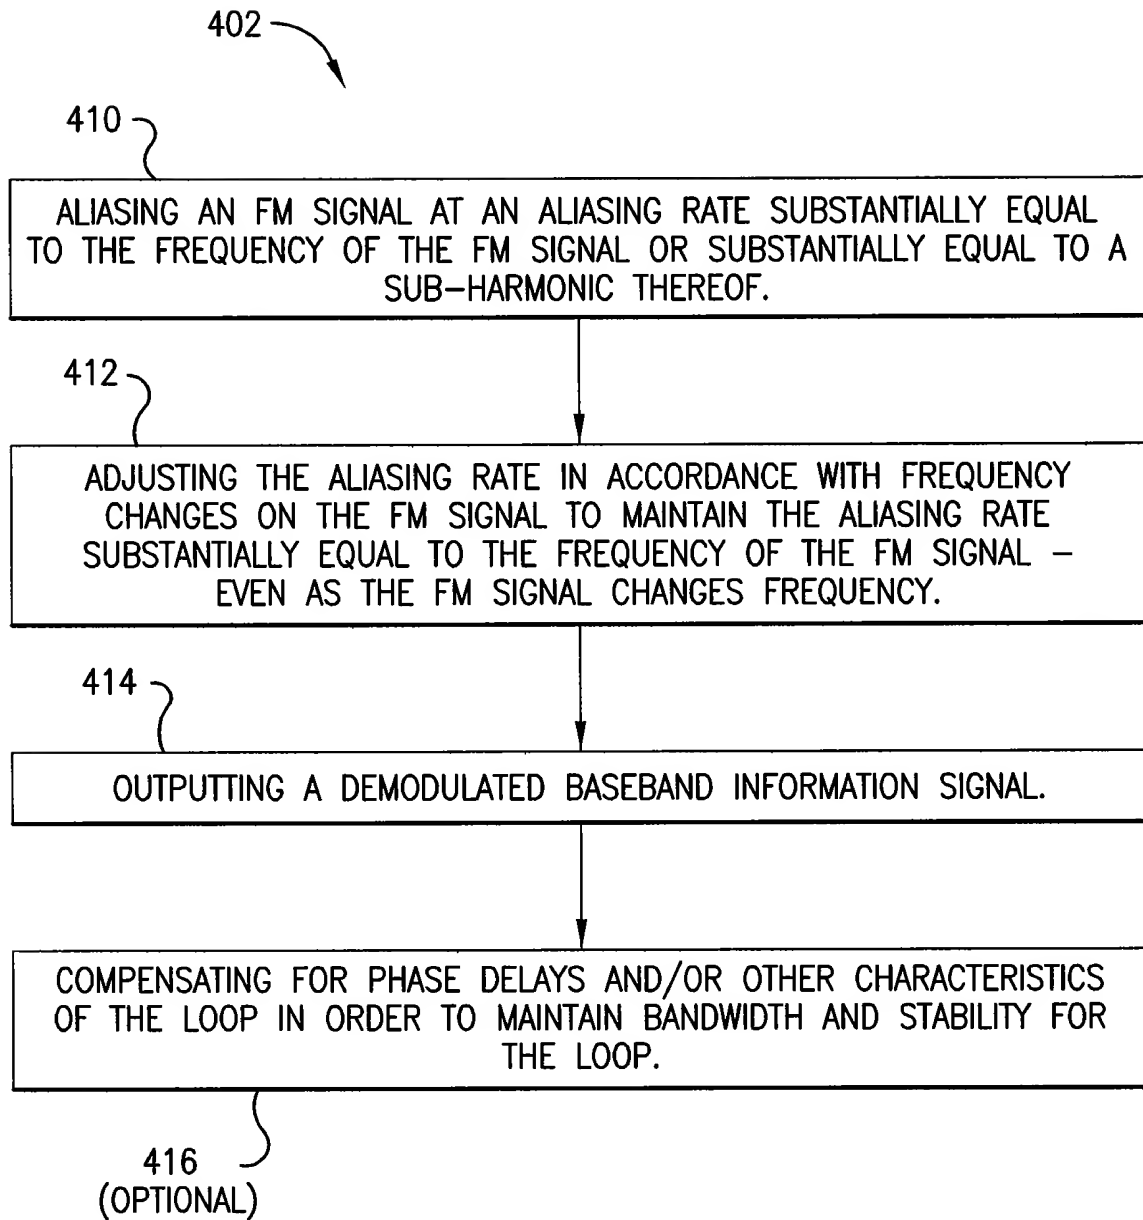 402
410
ALIASING AN FM SIGNAL AT AN ALIASING RATE SUBSTANTIALLY EQUAL
TO THE FREQUENCY OF THE FM SIGNAL OR SUBSTANTIALLY EQUAL TO A
SUB-HARMONIC THEREOF.
412
ADJUSTING THE ALIASING RATE IN ACCORDANCE WITH FREQUENCY
CHANGES ON THE FM SIGNAL TO MAINTAIN THE ALIASING RATE
SUBSTANTIALLY EQUAL TO THE FREQUENCY OF THE FM SIGNAL –
EVEN AS THE FM SIGNAL CHANGES FREQUENCY.
414
OUTPUTTING A DEMODULATED BASEBAND INFORMATION SIGNAL.
COMPENSATING FOR PHASE DELAYS AND/OR OTHER CHARACTERISTICS
OF THE LOOP IN ORDER TO MAINTAIN BANDWIDTH AND STABILITY FOR
THE LOOP.
416
(OPTIONAL)